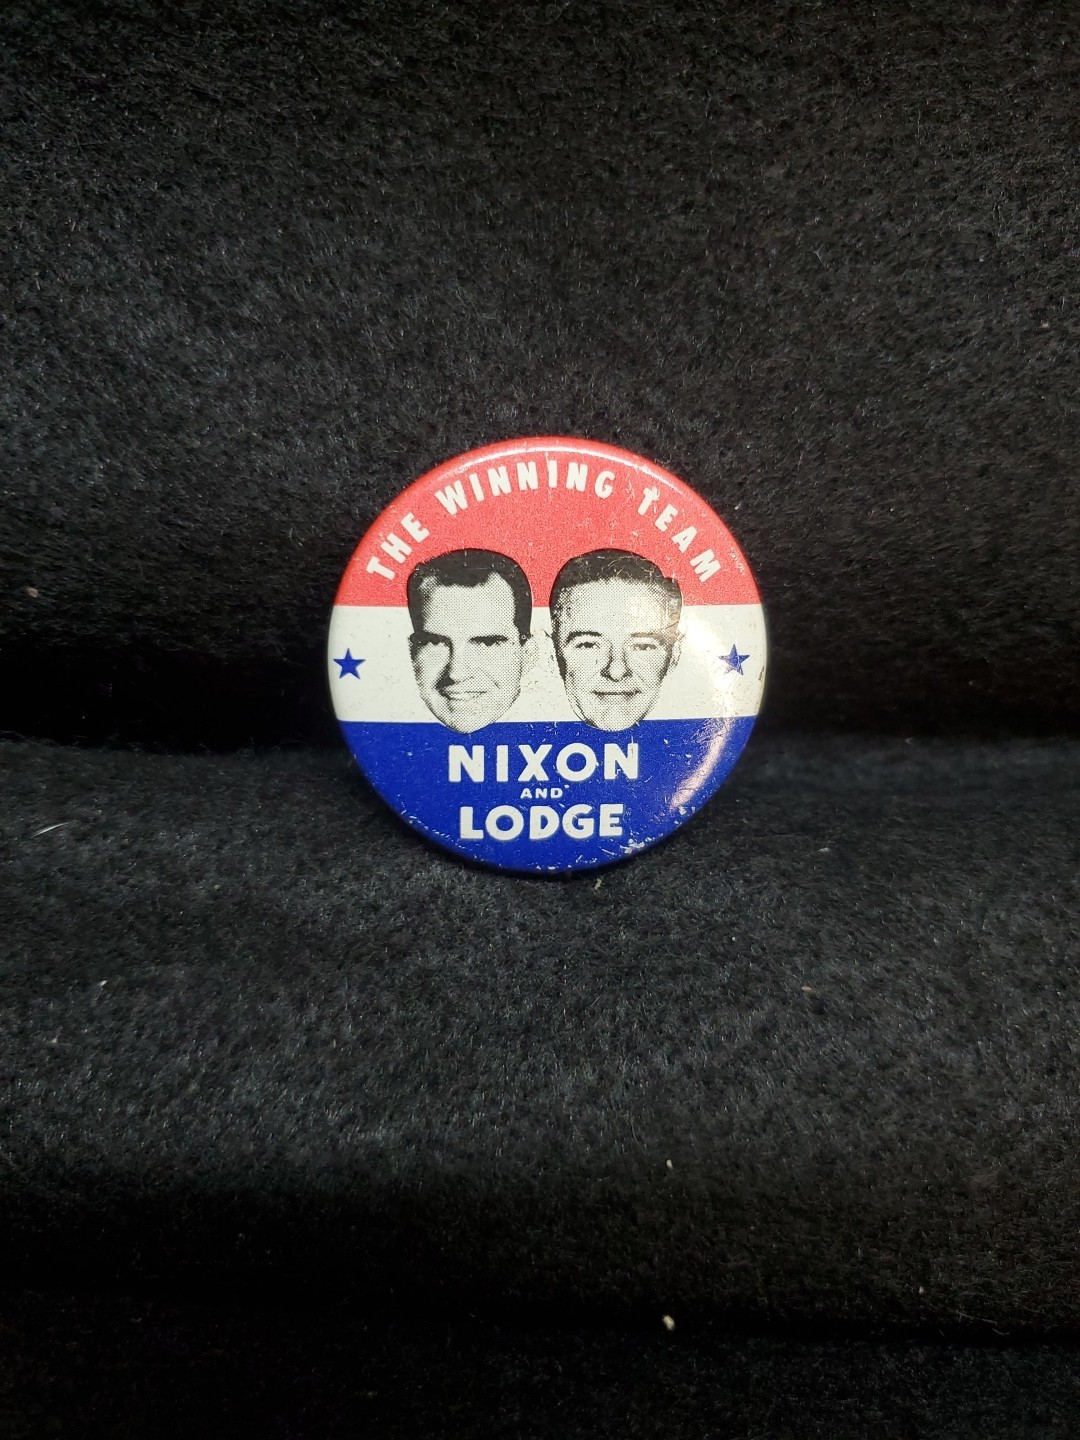 THE WINNING TEAM
NIXON
AND
LODGE